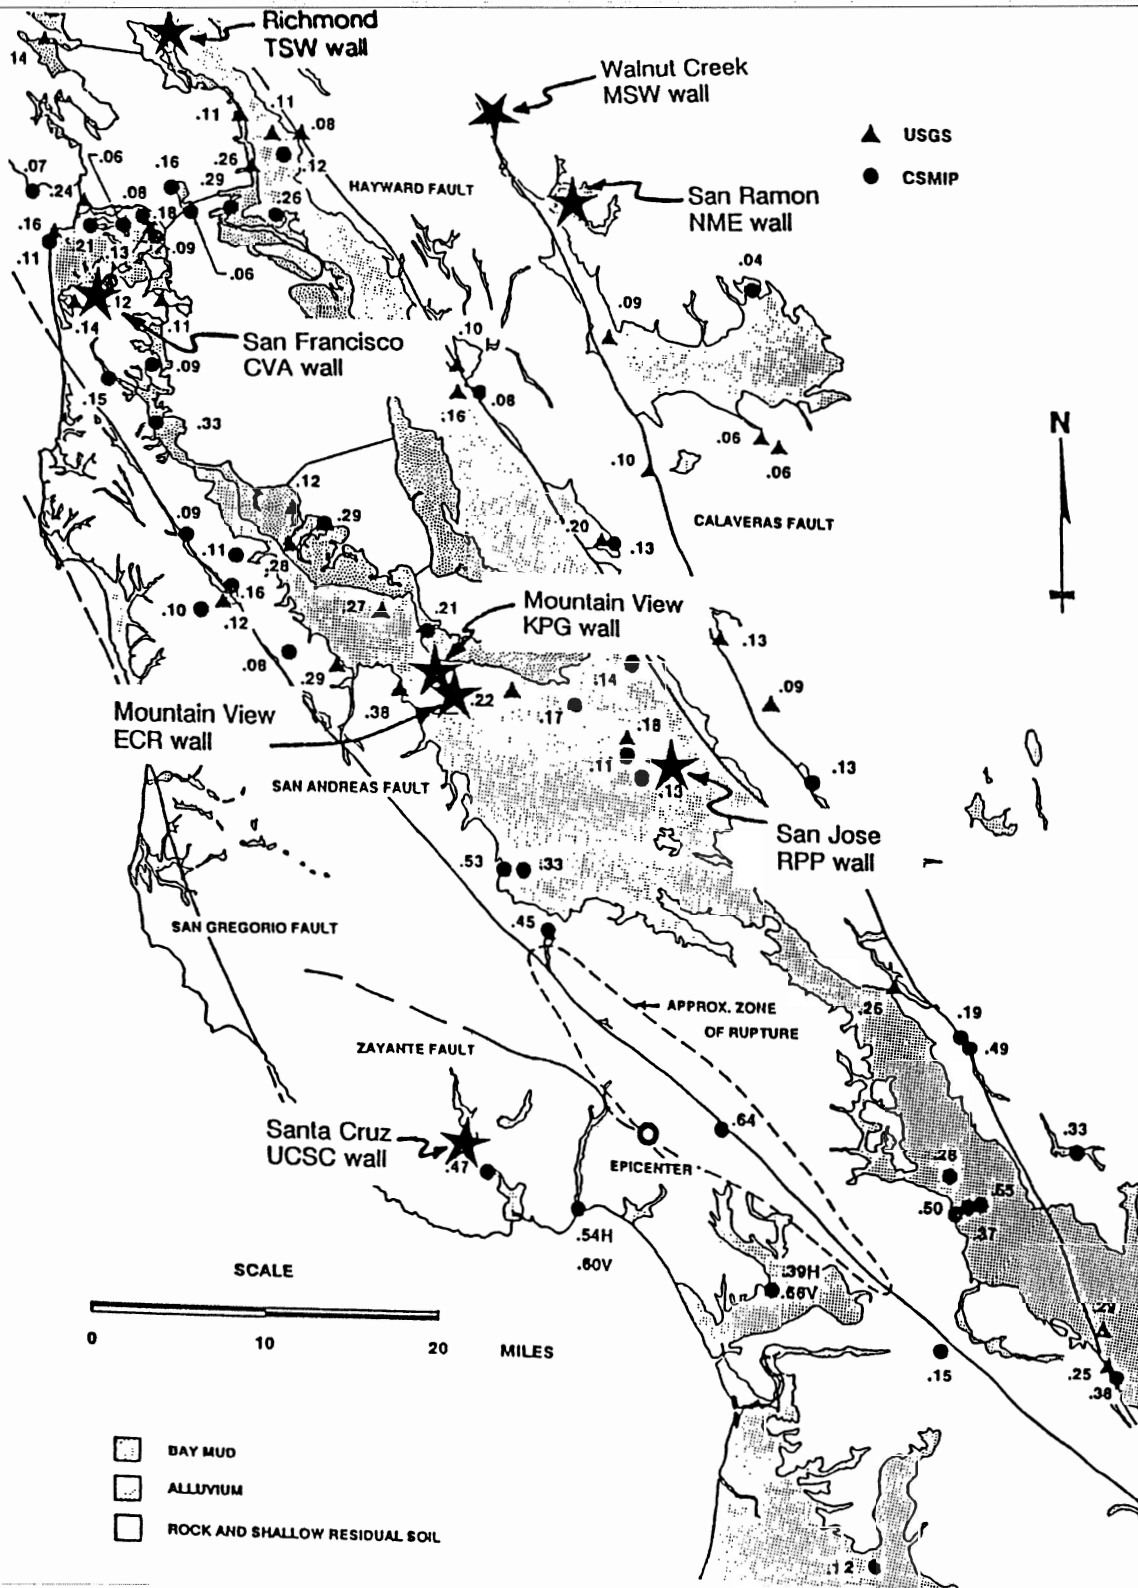 Richmond
TSW wall
Walnut Creek
MSW wall
USGS
CSMIP
San Ramon
NME wall
14
.11
.11
.08
.06
.16
.26
.12
.07
.24
.08
.29
HAYWARD FAULT
.26
.16
.18
.21
.13
.09
.11
.06
.04
.12
.09
.14
.11
San Francisco
CVA wall
.10
.09
.15
.08
.16
.33
.06
.06
.10
.12
CALAVERAS FAULT
.09
.29
.20
.13
.11
.28
.16
.10
.12
.27
.21
Mountain View
KPG wall
.13
.08
.29
.14
.09
.38
.22
.17
.18
Mountain View
ECR wall
.11
.13
.13
SAN ANDREAS FAULT
San Jose
RPP wall
.53
.33
SAN GREGORIO FAULT
.45
APPROX. ZONE
OF RUPTURE
.26
.19
.49
ZAYANTE FAULT
.64
Santa Cruz
UCSC wall
.47
EPICENTER
.33
.28
.50
.37
.54H
.60V
.39H
SCALE
0
10
20
MILES
.15
.25
.38
BAY MUD
ALLUVIUM
ROCK AND SHALLOW RESIDUAL SOIL
.12
N